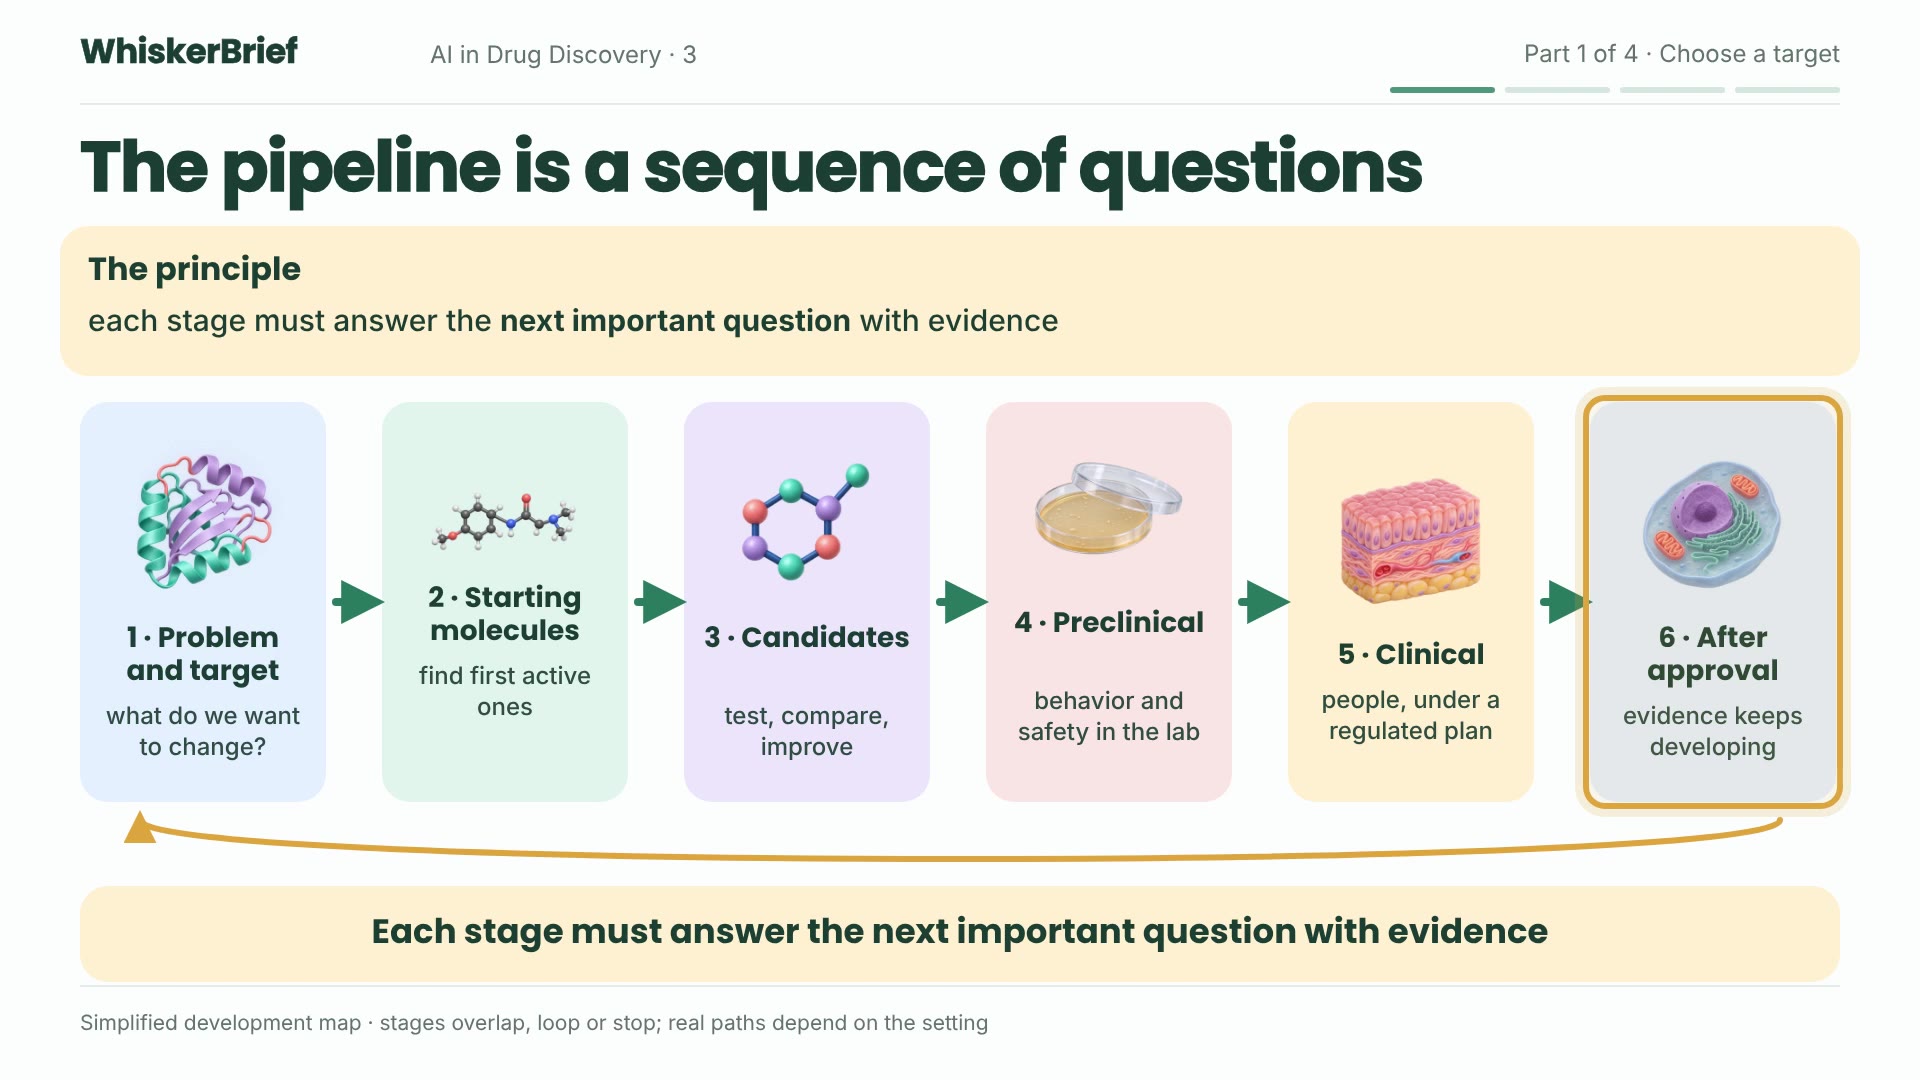 WhiskerBrief
AI in Drug Discovery · 3
Part 1 of 4 · Choose a target
The pipeline is a sequence of questions
The principle
each stage must answer the next important question with evidence
1 · Problem
and target
what do we want
to change?
2 · Starting
molecules
find first active
ones
3 · Candidates
test, compare,
improve
4 · Preclinical
behavior and
safety in the lab
5 · Clinical
people, under a
regulated plan
6 · After
approval
evidence keeps
developing
Each stage must answer the next important question with evidence
Simplified development map · stages overlap, loop or stop; real paths depend on the setting